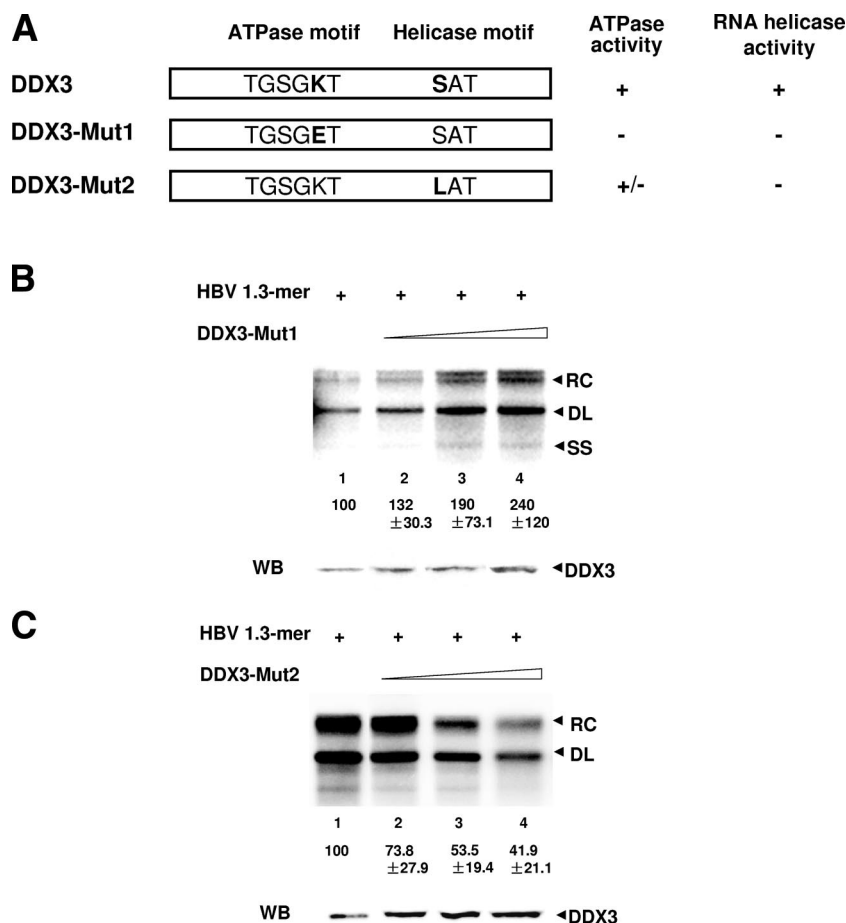 A
ATPase motif Helicase motif ATPase activity RNA helicase activity
DDX3 TGSGKT SAT + +
DDX3-Mut1 TGSGET SAT - -
DDX3-Mut2 TGSGKT LAT +/- -
B
HBV 1.3-mer + + + +
DDX3-Mut1
RC
DL
SS
1 2 3 4
100 132 190 240
±30.3 ±73.1 ±120
WB DDX3
C
HBV 1.3-mer + + + +
DDX3-Mut2
RC
DL
1 2 3 4
100 73.8 53.5 41.9
±27.9 ±19.4 ±21.1
WB DDX3